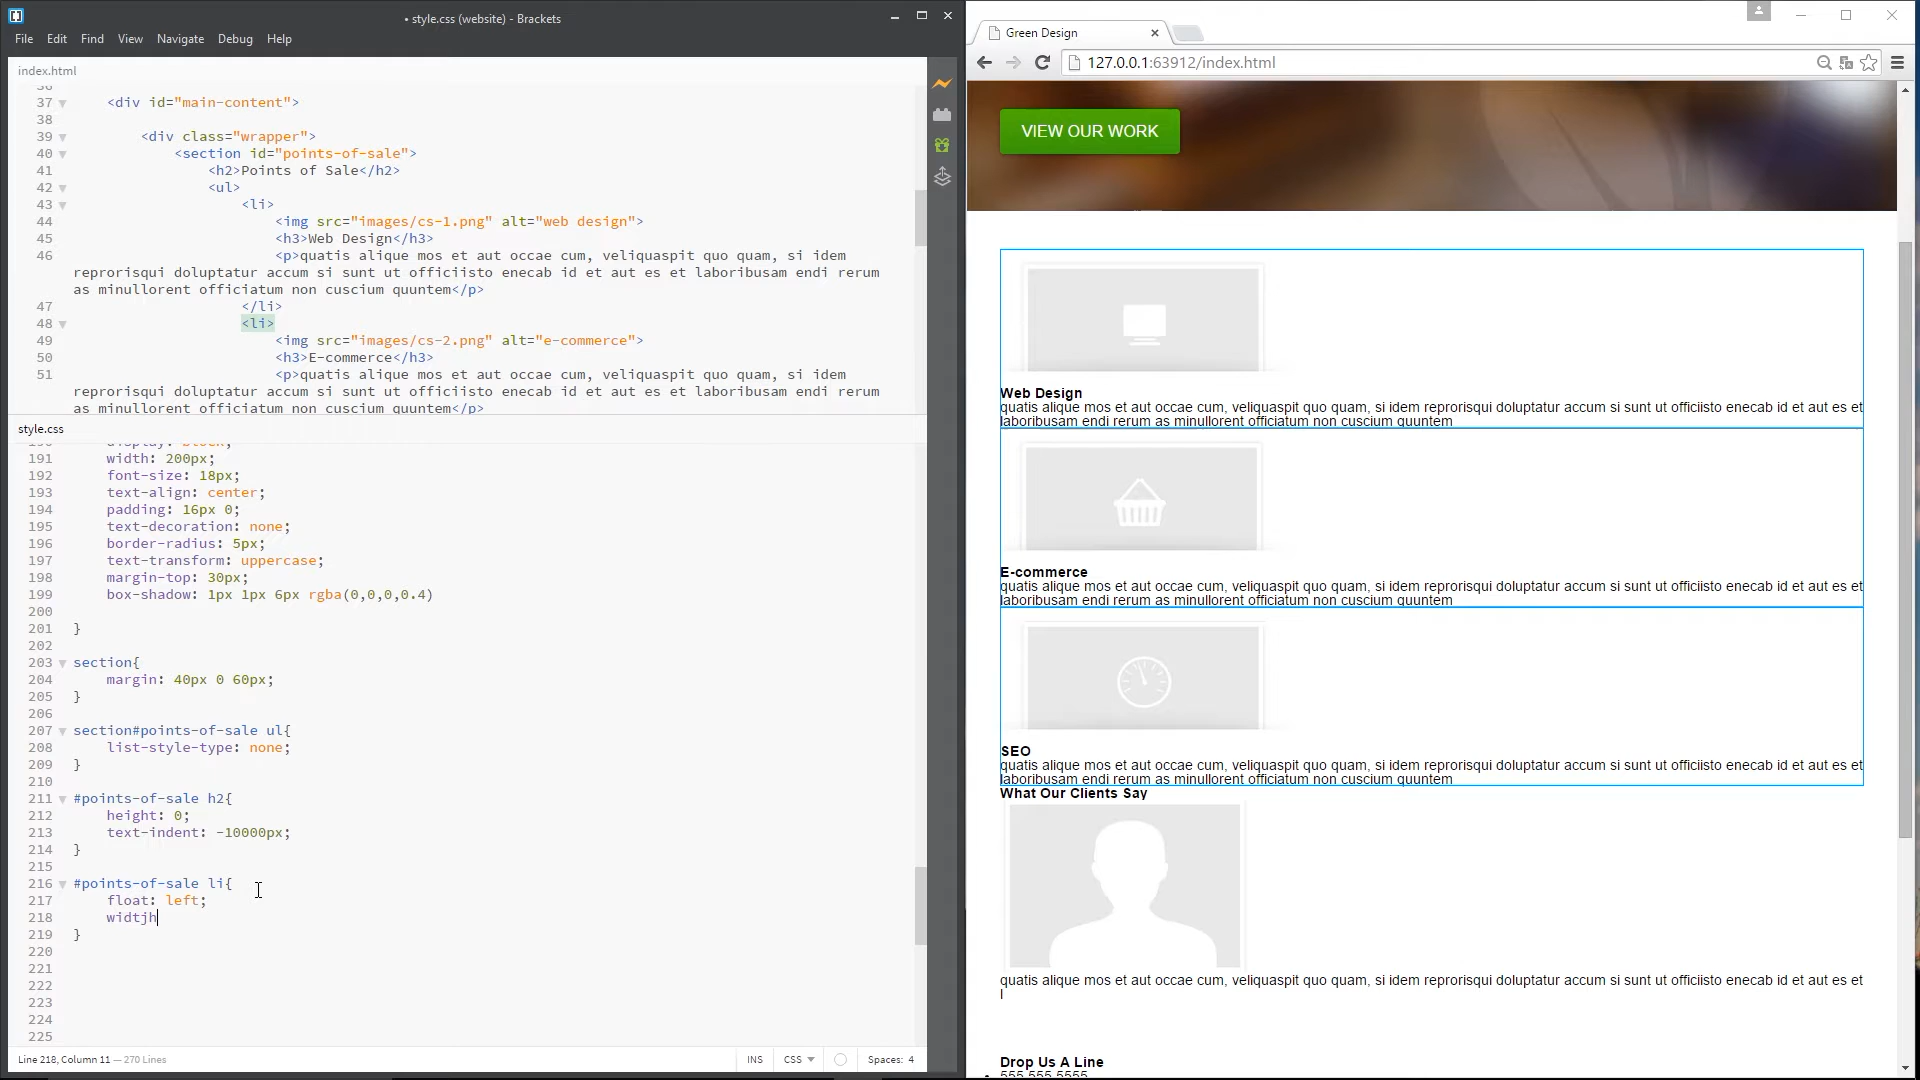 • style.css (website) - Brackets
File Edit Find View Navigate Debug Help
index.html
36
37 <div id="main-content">
38
39 <div class="wrapper">
40 <section id="points-of-sale">
41 <h2>Points of Sale</h2>
42 <ul>
43 <li>
44 <img src="images/cs-1.png" alt="web design">
45 <h3>Web Design</h3>
46 <p>quatis alique mos et aut occae cum, veliquaspit quo quam, si idem
reprorisqui doluptatur accum si sunt ut officiisto enecab id et aut es et laboribusam endi rerum
as minullorent officiatum non cuscium quuntem</p>
47 </li>
48 <li>
49 <img src="images/cs-2.png" alt="e-commerce">
50 <h3>E-commerce</h3>
51 <p>quatis alique mos et aut occae cum, veliquaspit quo quam, si idem
reprorisqui doluptatur accum si sunt ut officiisto enecab id et aut es et laboribusam endi rerum
as minullorent officiatum non cuscium quuntem</p>
style.css
190 display: block;
191 width: 200px;
192 font-size: 18px;
193 text-align: center;
194 padding: 16px 0;
195 text-decoration: none;
196 border-radius: 5px;
197 text-transform: uppercase;
198 margin-top: 30px;
199 box-shadow: 1px 1px 6px rgba(0,0,0,0.4)
200
201 }
202
203 section{
204 margin: 40px 0 60px;
205 }
206
207 section#points-of-sale ul{
208 list-style-type: none;
209 }
210
211 #points-of-sale h2{
212 height: 0;
213 text-indent: -10000px;
214 }
215
216 #points-of-sale li{
217 float: left;
218 widtjh
219 }
220
221
222
223
224
225
Line 218, Column 11 — 270 Lines
INS CSS Spaces: 4
Green Design
127.0.0.1:63912/index.html
VIEW OUR WORK
Web Design
quatis alique mos et aut occae cum, veliquaspit quo quam, si idem reprorisqui doluptatur accum si sunt ut officiisto enecab id et aut es et
laboribusam endi rerum as minullorent officiatum non cuscium quuntem
E-commerce
quatis alique mos et aut occae cum, veliquaspit quo quam, si idem reprorisqui doluptatur accum si sunt ut officiisto enecab id et aut es et
laboribusam endi rerum as minullorent officiatum non cuscium quuntem
SEO
quatis alique mos et aut occae cum, veliquaspit quo quam, si idem reprorisqui doluptatur accum si sunt ut officiisto enecab id et aut es et
laboribusam endi rerum as minullorent officiatum non cuscium quuntem
What Our Clients Say
quatis alique mos et aut occae cum, veliquaspit quo quam, si idem reprorisqui doluptatur accum si sunt ut officiisto enecab id et aut es et
l
Drop Us A Line
555 555 5555